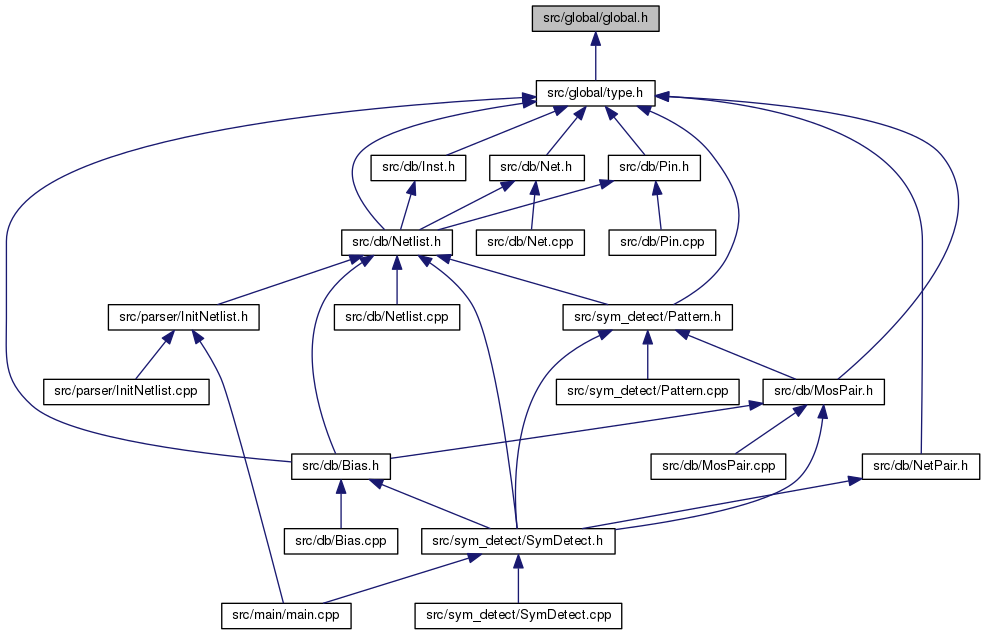 src/global/global.h
src/global/type.h
src/db/Inst.h
src/db/Net.h
src/db/Pin.h
src/db/Netlist.h
src/db/Net.cpp
src/db/Pin.cpp
src/parser/InitNetlist.h
src/db/Netlist.cpp
src/sym_detect/Pattern.h
src/parser/InitNetlist.cpp
src/sym_detect/Pattern.cpp
src/db/MosPair.h
src/db/Bias.h
src/db/MosPair.cpp
src/db/NetPair.h
src/db/Bias.cpp
src/sym_detect/SymDetect.h
src/main/main.cpp
src/sym_detect/SymDetect.cpp